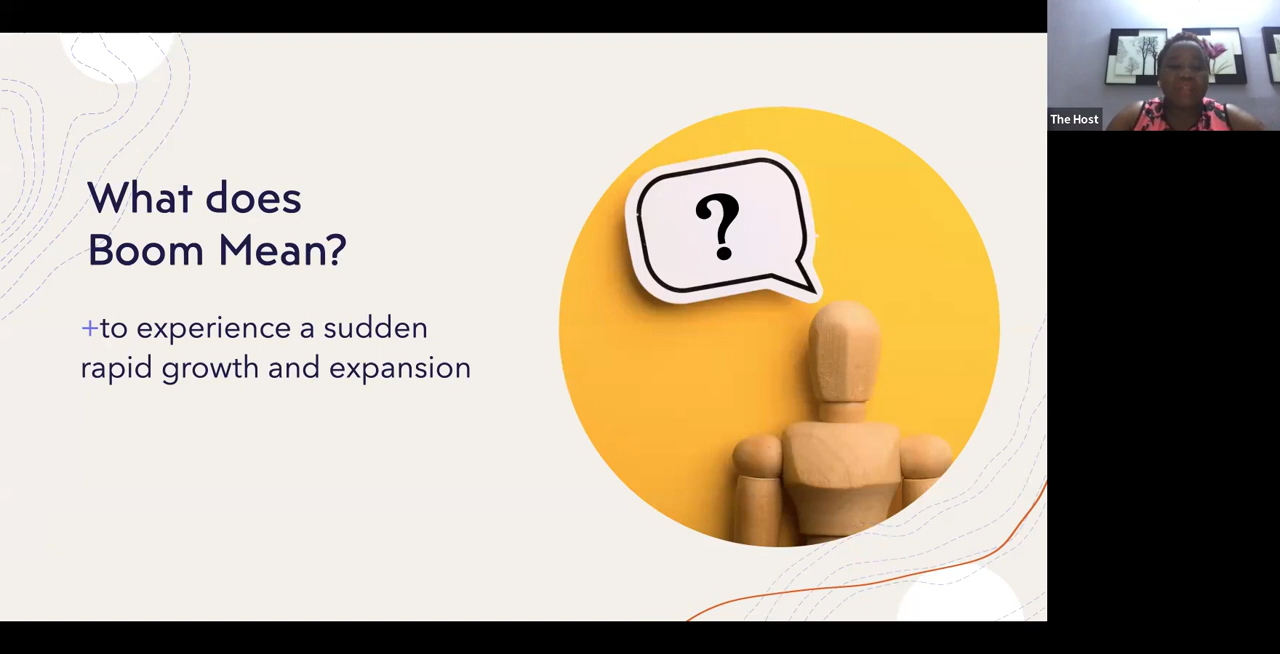 What does
Boom Mean?
+to experience a sudden
rapid growth and expansion
?
The Host